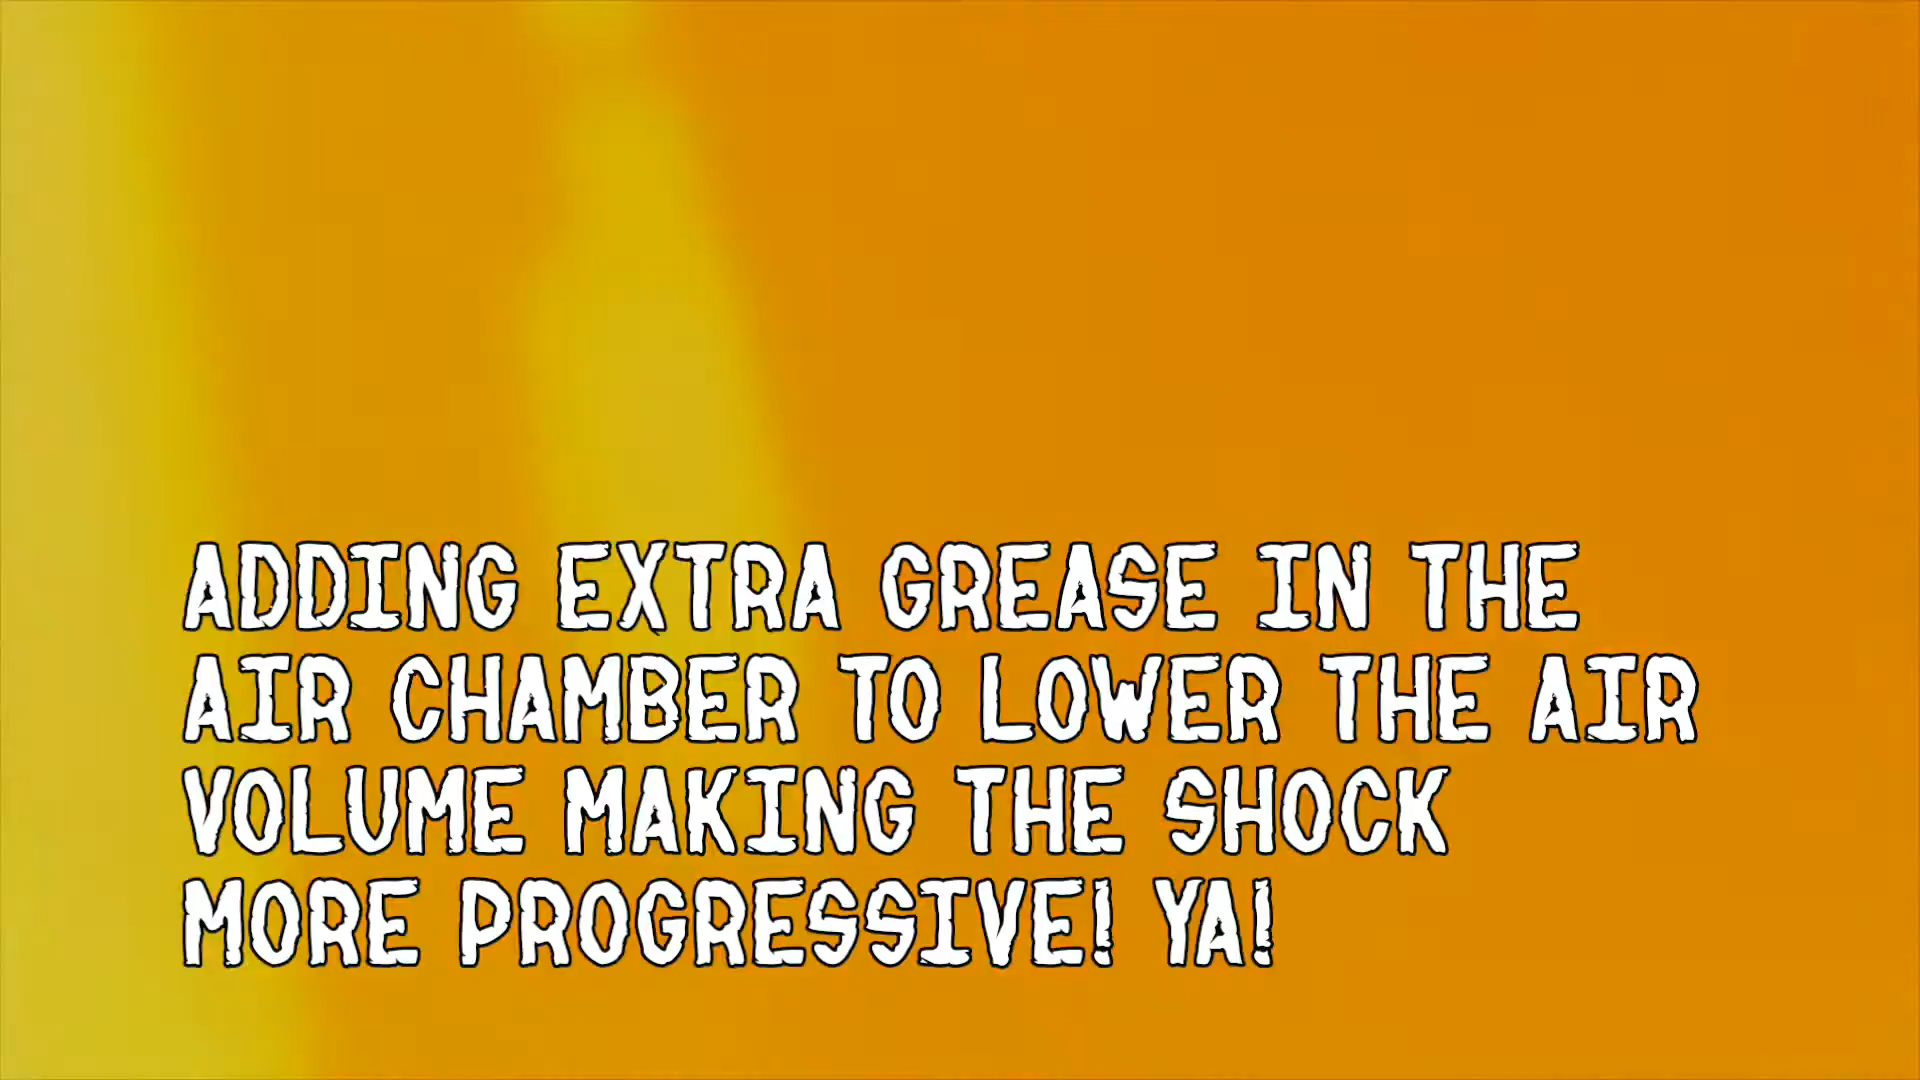 ADDING EXTRA GREASE IN THE
AIR CHAMBER TO LOWER THE AIR
VOLUME MAKING THE SHOCK
MORE PROGRESSIVE! YA!